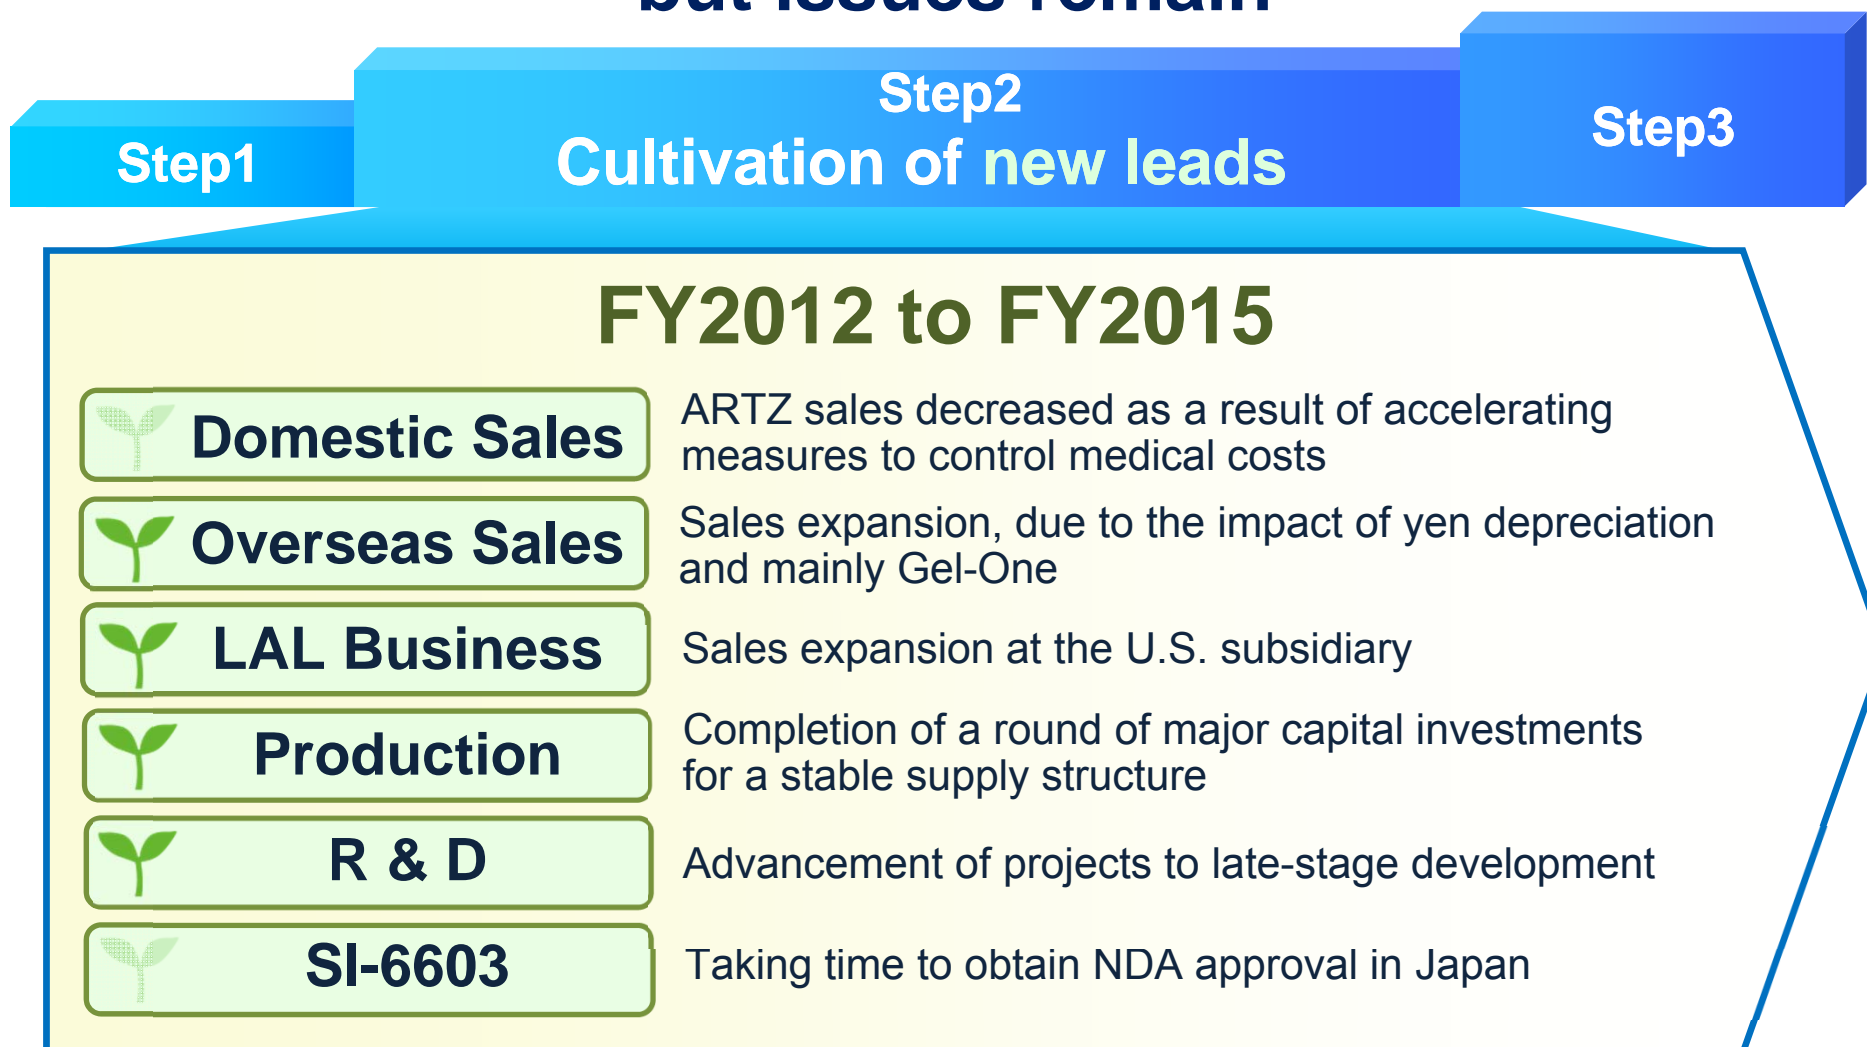 but issues remain
Step1
Step2
Cultivation of new leads
Step3
FY2012 to FY2015
Domestic Sales
ARTZ sales decreased as a result of accelerating
measures to control medical costs
Overseas Sales
Sales expansion, due to the impact of yen depreciation
and mainly Gel-One
LAL Business
Sales expansion at the U.S. subsidiary
Production
Completion of a round of major capital investments
for a stable supply structure
R & D
Advancement of projects to late-stage development
SI-6603
Taking time to obtain NDA approval in Japan